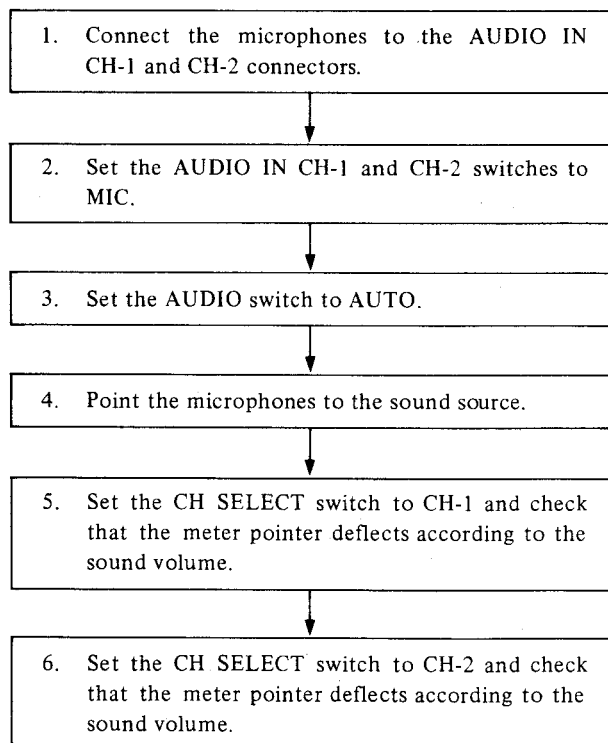 1. Connect the microphones to the AUDIO IN
CH-1 and CH-2 connectors.
2. Set the AUDIO IN CH-1 and CH-2 switches to
MIC.
3. Set the AUDIO switch to AUTO.
4. Point the microphones to the sound source.
5. Set the CH SELECT switch to CH-1 and check
that the meter pointer deflects according to the
sound volume.
6. Set the CH SELECT switch to CH-2 and check
that the meter pointer deflects according to the
sound volume.